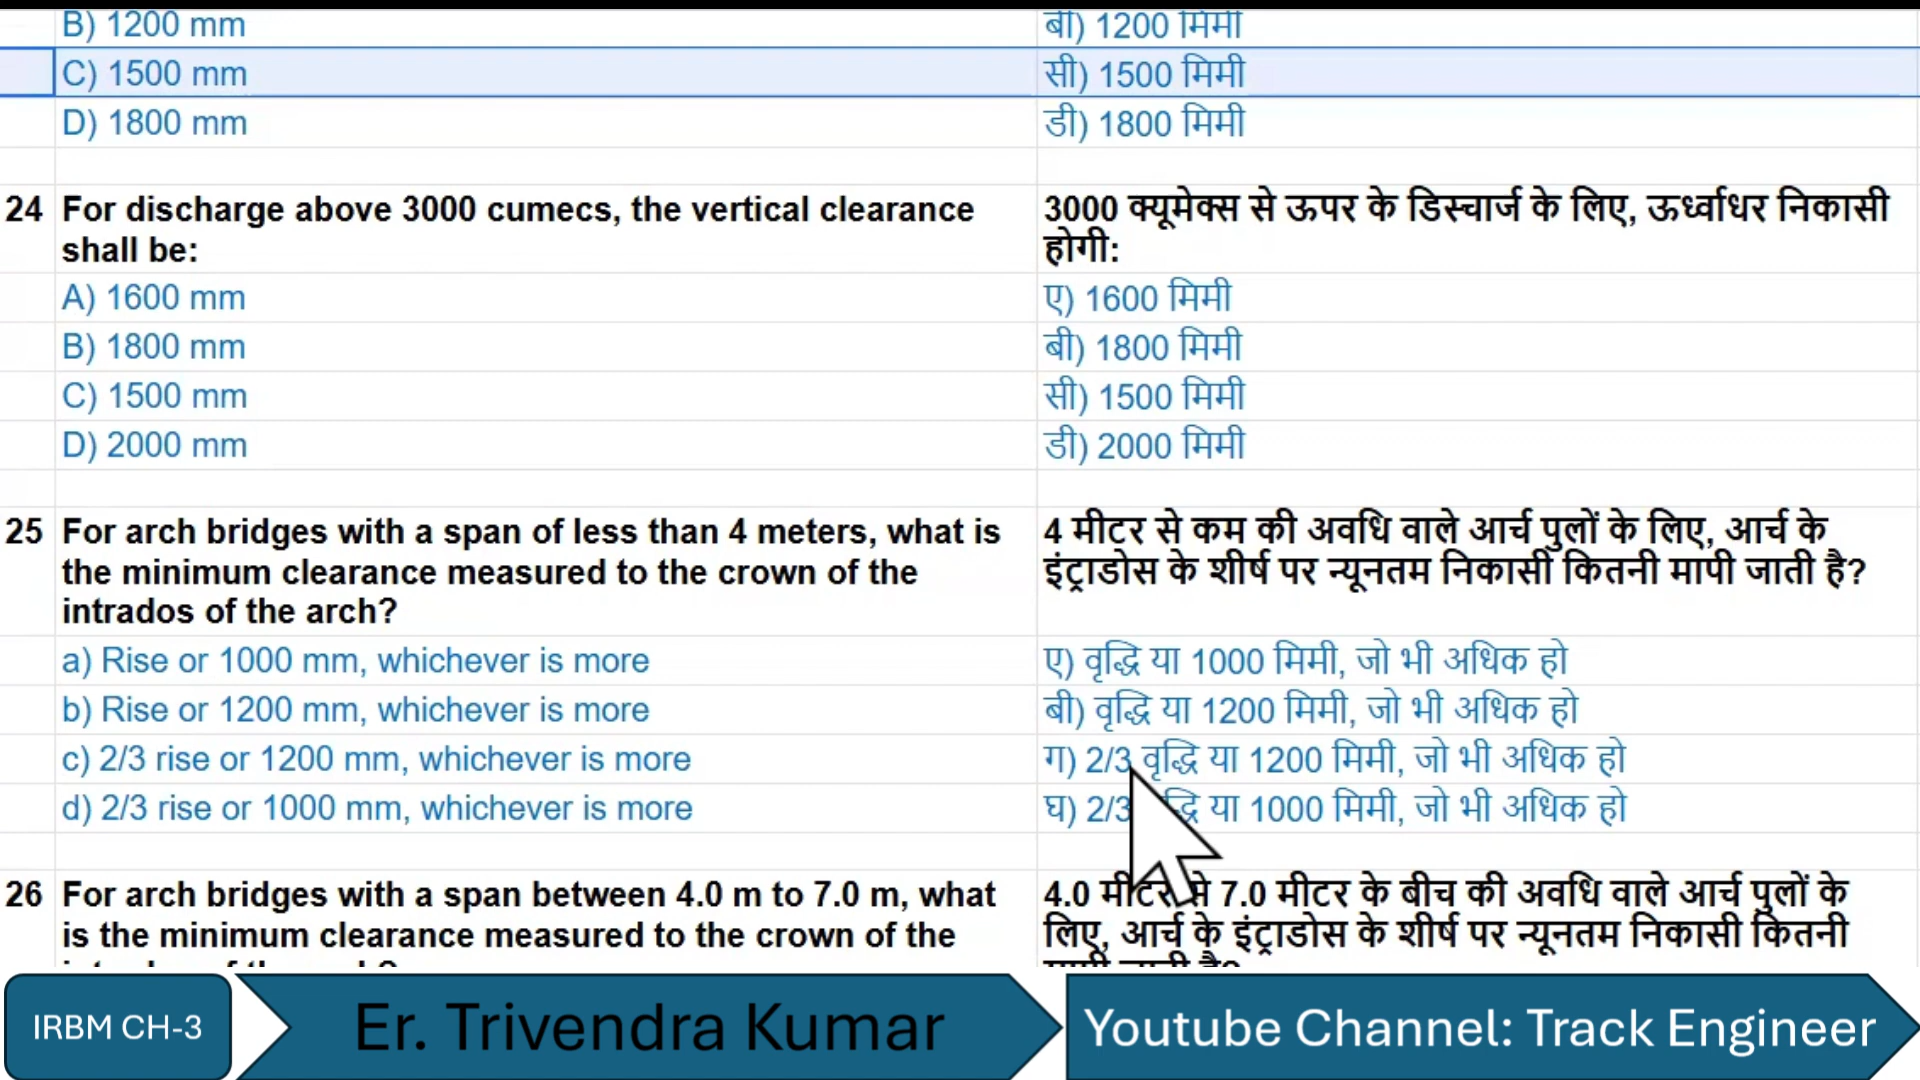 B) 1200 mm
बी) 1200 मिमी
C) 1500 mm
सी) 1500 मिमी
D) 1800 mm
डी) 1800 मिमी
24 For discharge above 3000 cumecs, the vertical clearance
shall be:
3000 क्यूमेक्स से ऊपर के डिस्चार्ज के लिए, ऊर्ध्वाधर निकासी
होगी:
A) 1600 mm
ए) 1600 मिमी
B) 1800 mm
बी) 1800 मिमी
C) 1500 mm
सी) 1500 मिमी
D) 2000 mm
डी) 2000 मिमी
25 For arch bridges with a span of less than 4 meters, what is
the minimum clearance measured to the crown of the
intrados of the arch?
4 मीटर से कम की अवधि वाले आर्च पुलों के लिए, आर्च के
इंट्राडोस के शीर्ष पर न्यूनतम निकासी कितनी मापी जाती है?
a) Rise or 1000 mm, whichever is more
ए) वृद्धि या 1000 मिमी, जो भी अधिक हो
b) Rise or 1200 mm, whichever is more
बी) वृद्धि या 1200 मिमी, जो भी अधिक हो
c) 2/3 rise or 1200 mm, whichever is more
ग) 2/3 वृद्धि या 1200 मिमी, जो भी अधिक हो
d) 2/3 rise or 1000 mm, whichever is more
घ) 2/3 या 1000 मिमी, जो भी अधिक हो
26 For arch bridges with a span between 4.0 m to 7.0 m, what
is the minimum clearance measured to the crown of the
4.0 मीटर से 7.0 मीटर के बीच की अवधि वाले आर्च पुलों के
लिए, आर्च के इंट्राडोस के शीर्ष पर न्यूनतम निकासी कितनी
IRBM CH-3
Er. Trivendra Kumar
Youtube Channel: Track Engineer